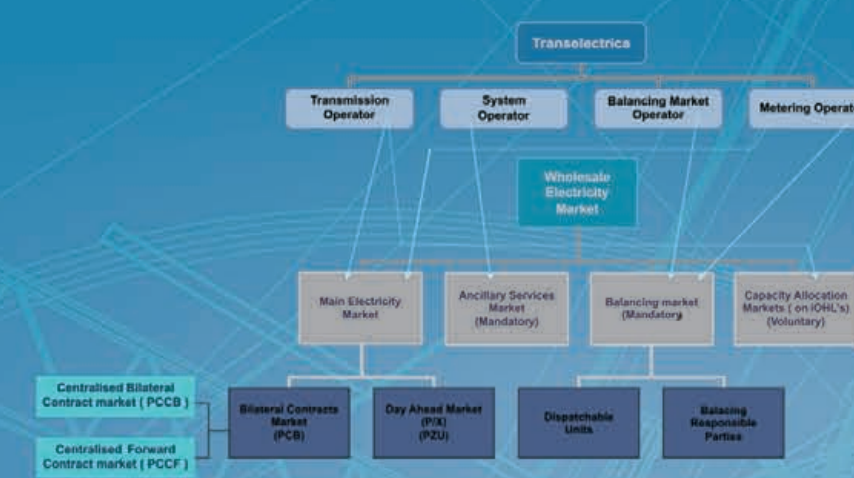 Transelectrica
Transmission
Operator
System
Operator
Balancing Market
Operator
Metering Operat
Wholesale
Electricity
Market
Main Electricity
Market
Ancillary Services
Market
(Mandatory)
Balancing market
(Mandatory)
Capacity Allocation
Markets ( on iOHL's)
(Voluntary)
Centralised Bilateral
Contract market ( PCCB )
Centralised Forward
Contract market ( PCCF )
Bilateral Contracts
Market
(PCB)
Day Ahead Market
(P/X)
(PZU)
Dispatchable
Units
Balacing
Responsible
Parties